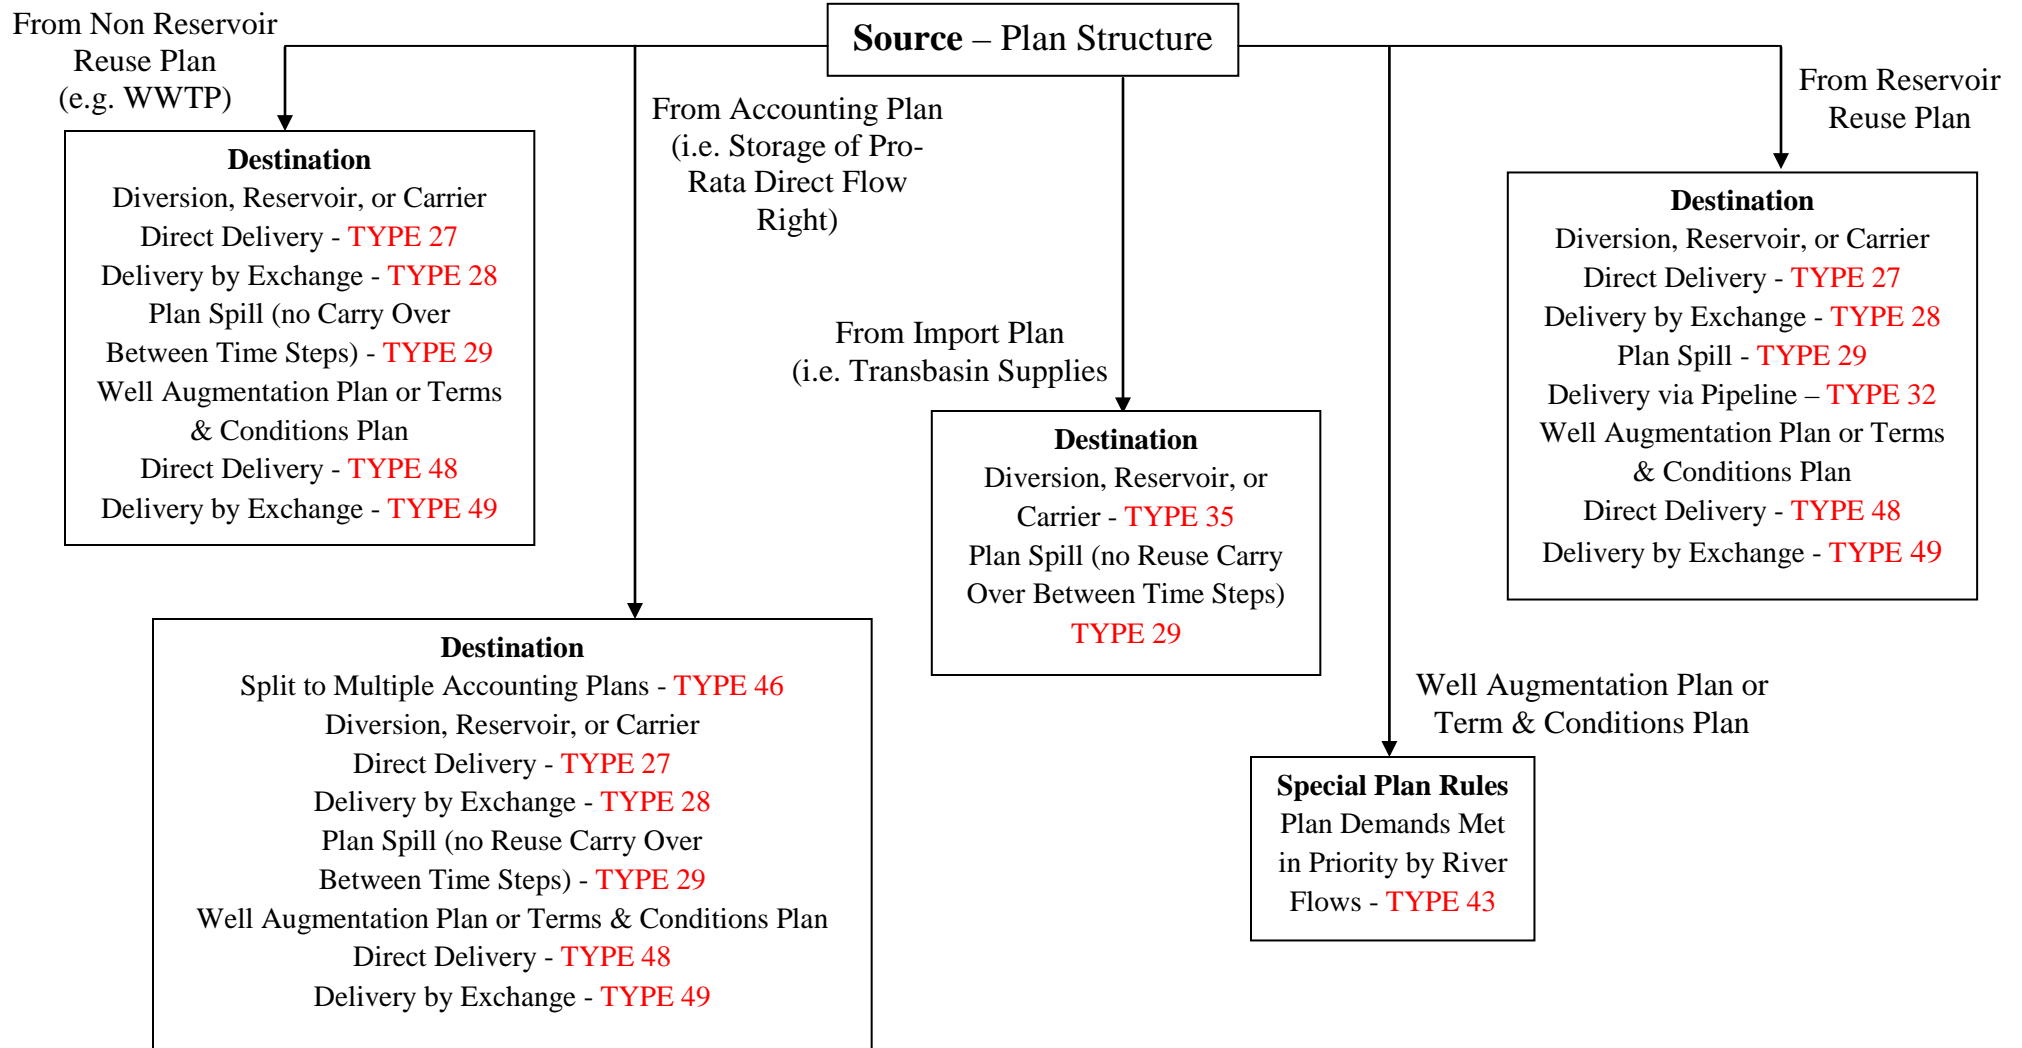 Source – Plan Structure
From Non Reservoir
Reuse Plan
(e.g. WWTP)
Destination
Diversion, Reservoir, or Carrier
Direct Delivery - TYPE 27
Delivery by Exchange - TYPE 28
Plan Spill (no Carry Over
Between Time Steps) - TYPE 29
Well Augmentation Plan or Terms
& Conditions Plan
Direct Delivery - TYPE 48
Delivery by Exchange - TYPE 49
From Accounting Plan
(i.e. Storage of Pro-
Rata Direct Flow
Right)
Destination
Split to Multiple Accounting Plans - TYPE 46
Diversion, Reservoir, or Carrier
Direct Delivery - TYPE 27
Delivery by Exchange - TYPE 28
Plan Spill (no Reuse Carry Over
Between Time Steps) - TYPE 29
Well Augmentation Plan or Terms & Conditions Plan
Direct Delivery - TYPE 48
Delivery by Exchange - TYPE 49
From Import Plan
(i.e. Transbasin Supplies
Destination
Diversion, Reservoir, or
Carrier - TYPE 35
Plan Spill (no Reuse Carry
Over Between Time Steps)
TYPE 29
Well Augmentation Plan or
Term & Conditions Plan
Special Plan Rules
Plan Demands Met
in Priority by River
Flows - TYPE 43
From Reservoir
Reuse Plan
Destination
Diversion, Reservoir, or Carrier
Direct Delivery - TYPE 27
Delivery by Exchange - TYPE 28
Plan Spill - TYPE 29
Delivery via Pipeline – TYPE 32
Well Augmentation Plan or Terms
& Conditions Plan
Direct Delivery - TYPE 48
Delivery by Exchange - TYPE 49